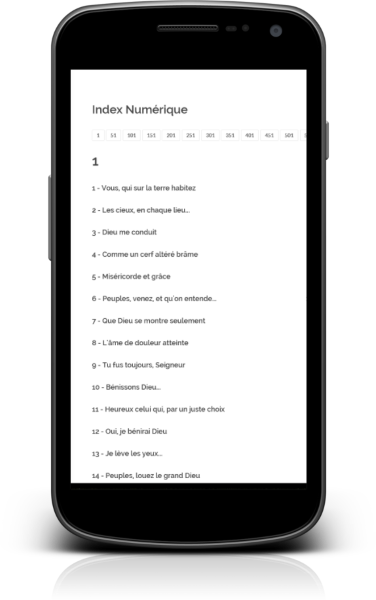 Index Numérique
1 51 101 151 201 251 301 351 401 451 501
1
1 - Vous, qui sur la terre habitez
2 - Les cieux, en chaque lieu...
3 - Dieu me conduit
4 - Comme un cerf altéré brâme
5 - Miséricorde et grâce
6 - Peuples, venez, et qu'on entende...
7 - Que Dieu se montre seulement
8 - L'âme de douleur atteinte
9 - Tu fus toujours, Seigneur
10 - Bénissons Dieu...
11 - Heureux celui qui, par un juste choix
12 - Oui, je bénirai Dieu
13 - Je lève les yeux...
14 - Peuples, louez le grand Dieu